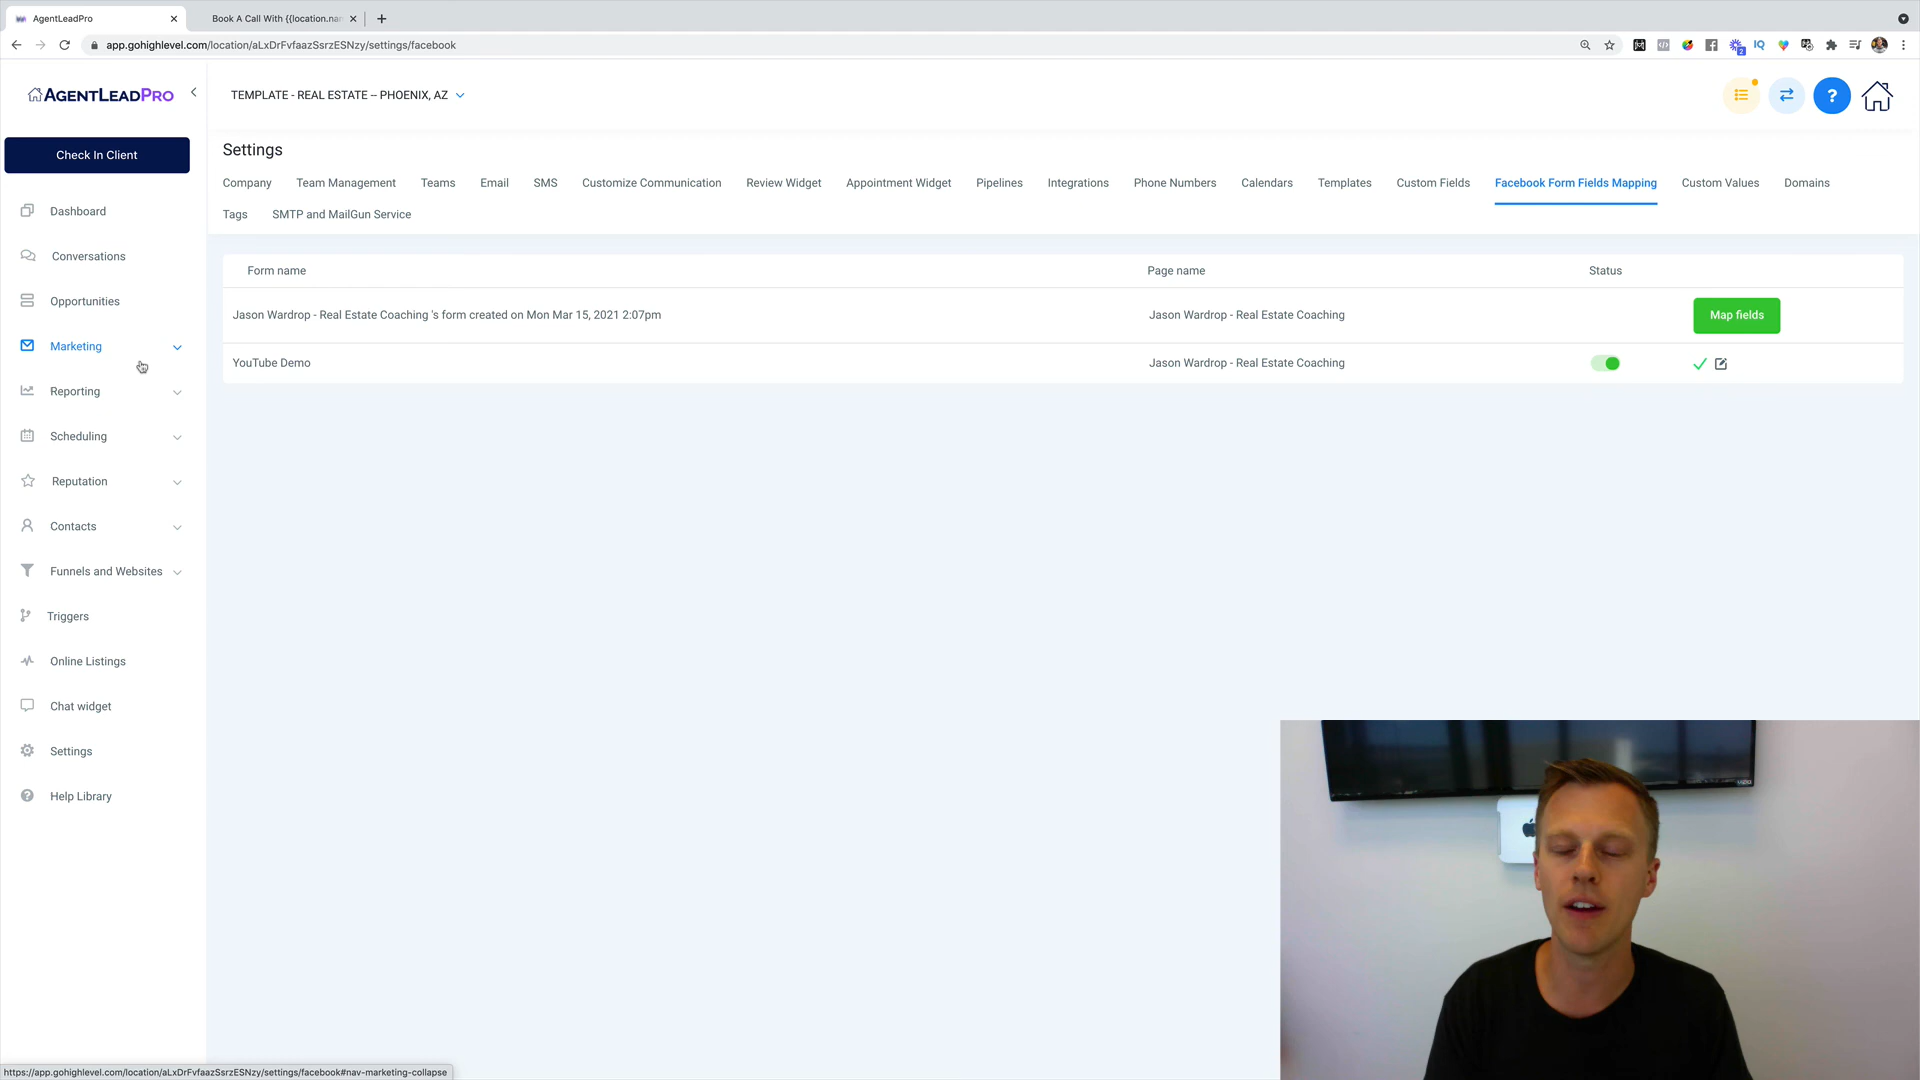 AgentLeadPro
Book A Call With {{location.nar
app.gohighlevel.com/location/aLxDrFvfaazSsrzESNzy/settings/facebook
IQ
2
AGENTLEADPRO
TEMPLATE - REAL ESTATE -- PHOENIX, AZ
?
Check In Client
Settings
Company
Team Management
Teams
Email
SMS
Customize Communication
Review Widget
Appointment Widget
Pipelines
Integrations
Phone Numbers
Calendars
Templates
Custom Fields
Facebook Form Fields Mapping
Custom Values
Domains
Tags
SMTP and MailGun Service
Dashboard
Conversations
Opportunities
Marketing
Reporting
Scheduling
Reputation
Contacts
Funnels and Websites
Triggers
Online Listings
Chat widget
Settings
Help Library
Form name
Page name
Status
Jason Wardrop - Real Estate Coaching 's form created on Mon Mar 15, 2021 2:07pm
Jason Wardrop - Real Estate Coaching
Map fields
YouTube Demo
Jason Wardrop - Real Estate Coaching
VIZIO
https://app.gohighlevel.com/location/aLxDrFvfaazSsrzESNzy/settings/facebook#nav-marketing-collapse